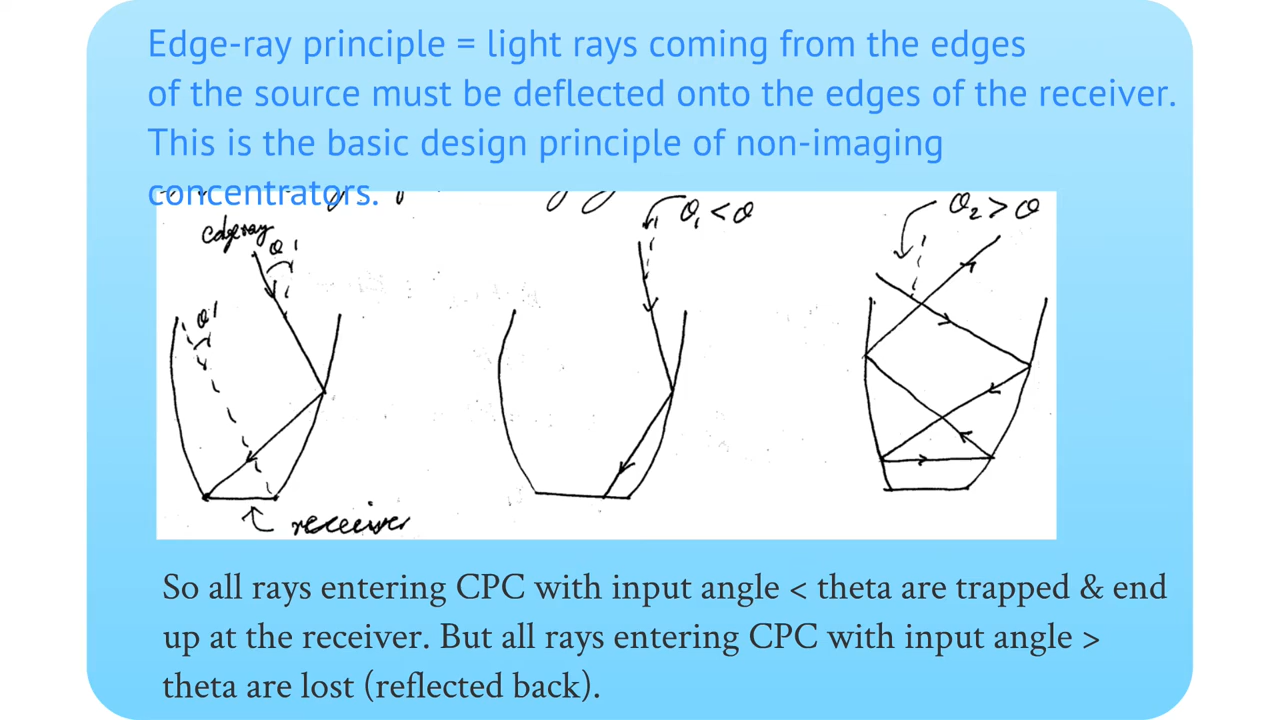 Edge-ray principle = light rays coming from the edges
of the source must be deflected onto the edges of the receiver.
This is the basic design principle of non-imaging
concentrators.
edge ray
θ'
θ'
receiver
θ₁ < θ
θ₂ > θ
So all rays entering CPC with input angle < theta are trapped & end
up at the receiver. But all rays entering CPC with input angle >
theta are lost (reflected back).